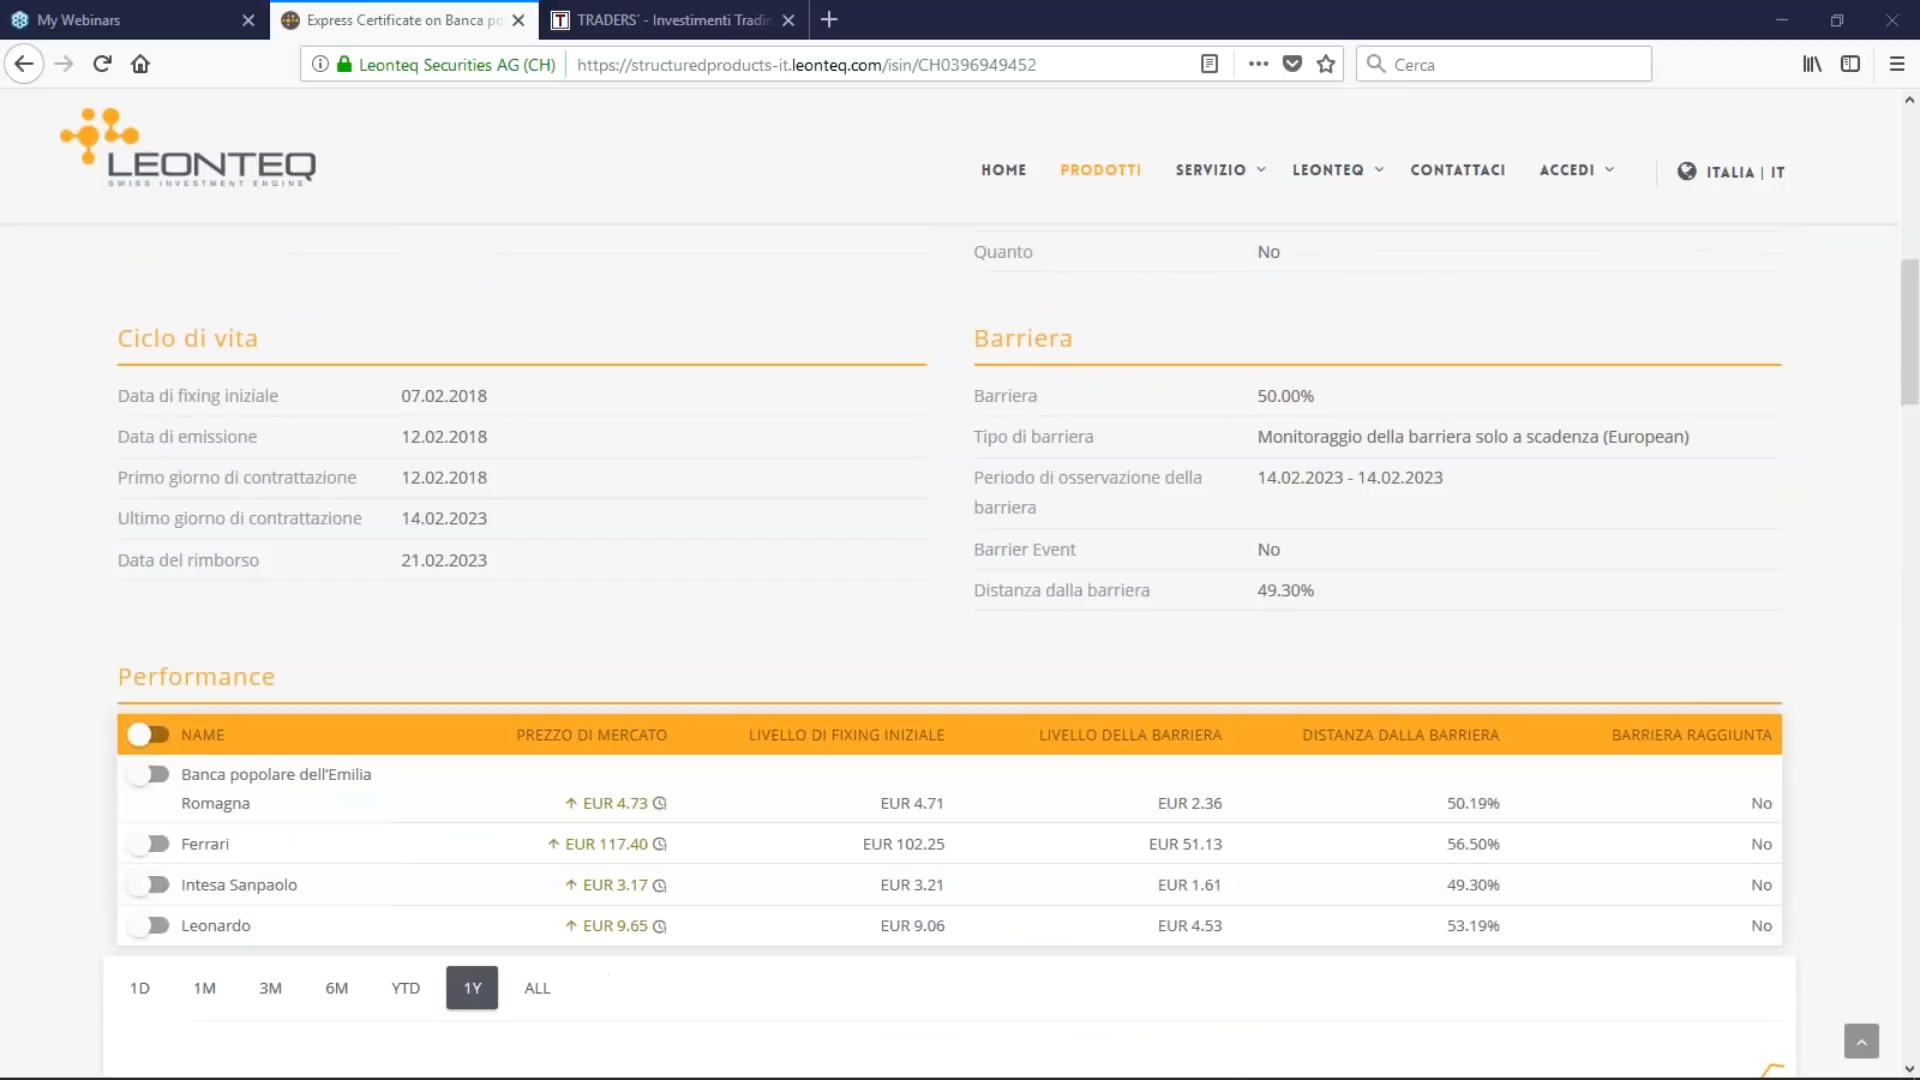 My Webinars
Express Certificate on Banca po
TRADERS´ - Investimenti Tradin
Leonteq Securities AG (CH)
https://structuredproducts-it.leonteq.com/isin/CH0396949452
Cerca
LEONTEQ
SWISS INVESTMENT ENGINE
HOME
PRODOTTI
SERVIZIO
LEONTEQ
CONTATTACI
ACCEDI
ITALIA | IT
Quanto No
Ciclo di vita
Data di fixing iniziale 07.02.2018
Data di emissione 12.02.2018
Primo giorno di contrattazione 12.02.2018
Ultimo giorno di contrattazione 14.02.2023
Data del rimborso 21.02.2023
Barriera
Barriera 50.00%
Tipo di barriera Monitoraggio della barriera solo a scadenza (European)
Periodo di osservazione della 14.02.2023 - 14.02.2023
barriera
Barrier Event No
Distanza dalla barriera 49.30%
Performance
NAME PREZZO DI MERCATO LIVELLO DI FIXING INIZIALE LIVELLO DELLA BARRIERA DISTANZA DALLA BARRIERA BARRIERA RAGGIUNTA
Banca popolare dell'Emilia
Romagna EUR 4.73 EUR 4.71 EUR 2.36 50.19% No
Ferrari EUR 117.40 EUR 102.25 EUR 51.13 56.50% No
Intesa Sanpaolo EUR 3.17 EUR 3.21 EUR 1.61 49.30% No
Leonardo EUR 9.65 EUR 9.06 EUR 4.53 53.19% No
1D 1M 3M 6M YTD 1Y ALL